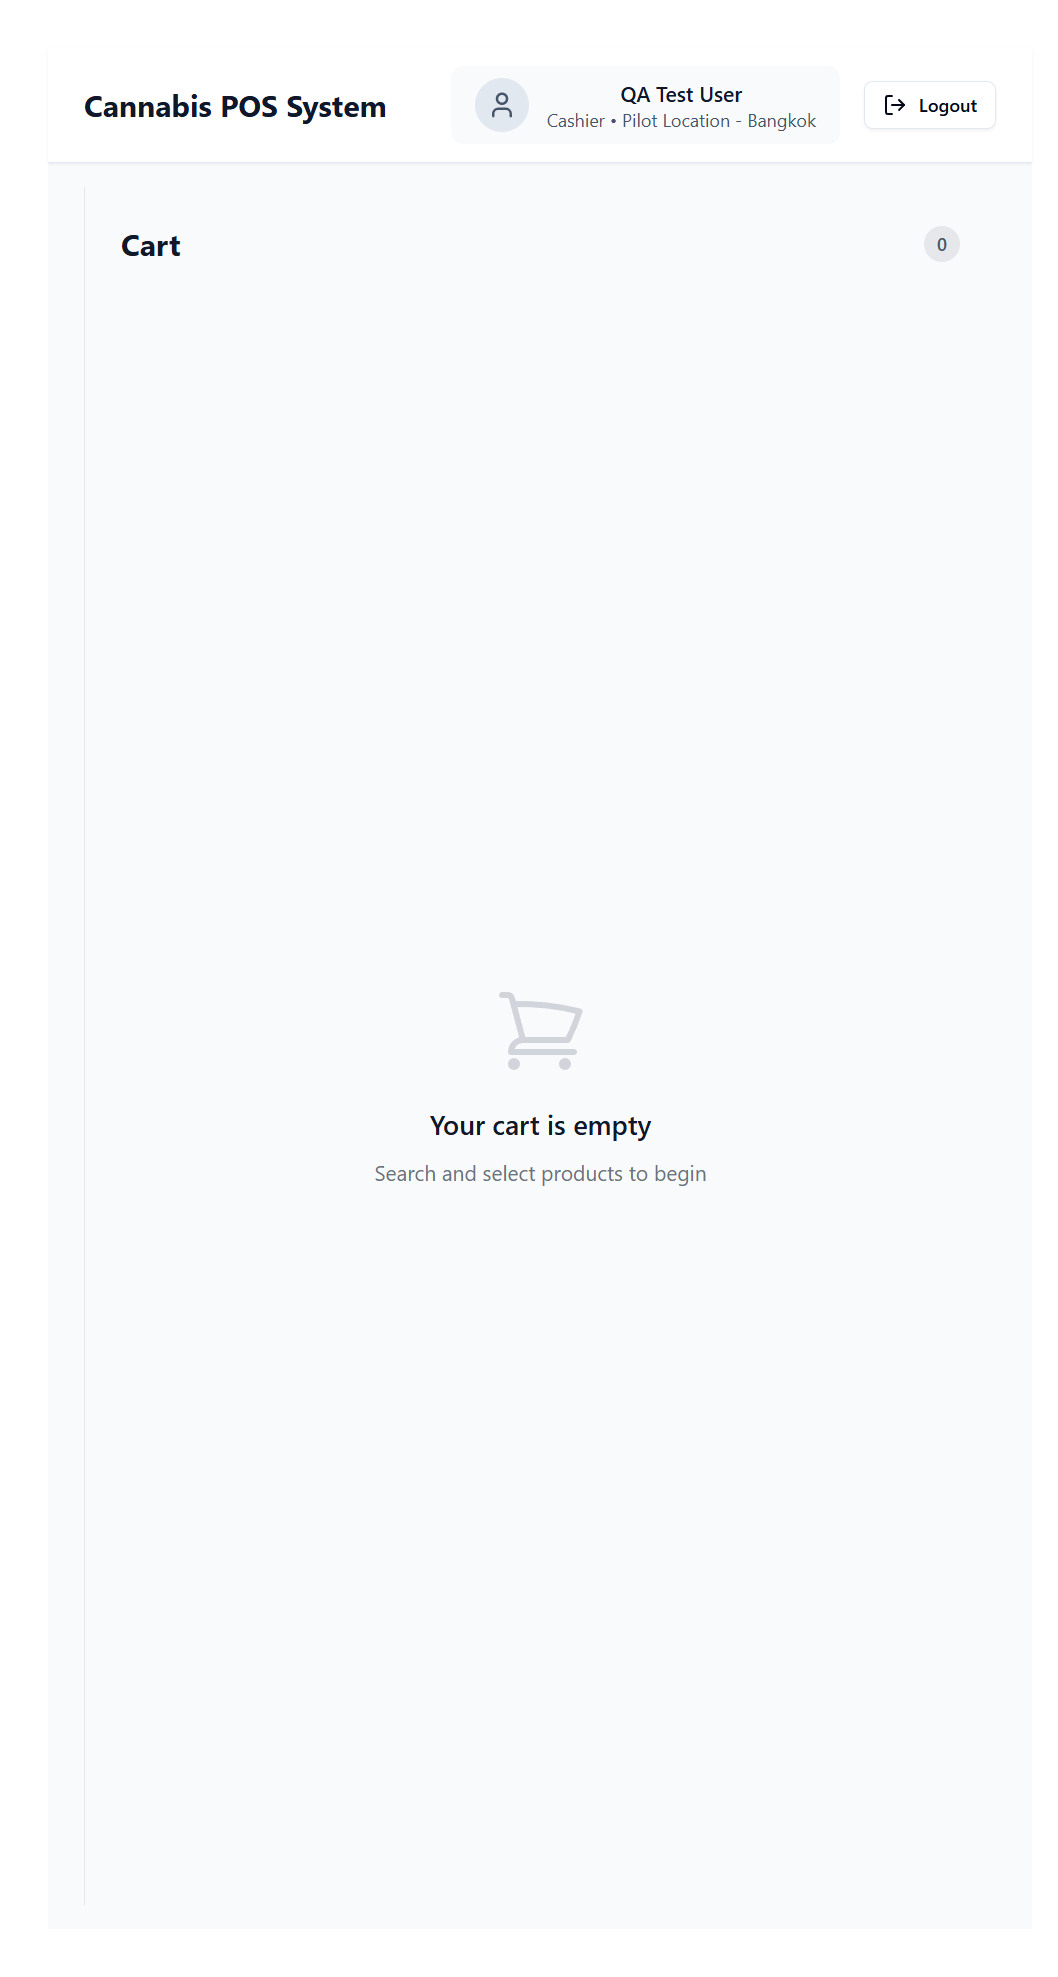 Cannabis POS System
QA Test User
Cashier • Pilot Location - Bangkok
Logout
Cart
0
Your cart is empty
Search and select products to begin